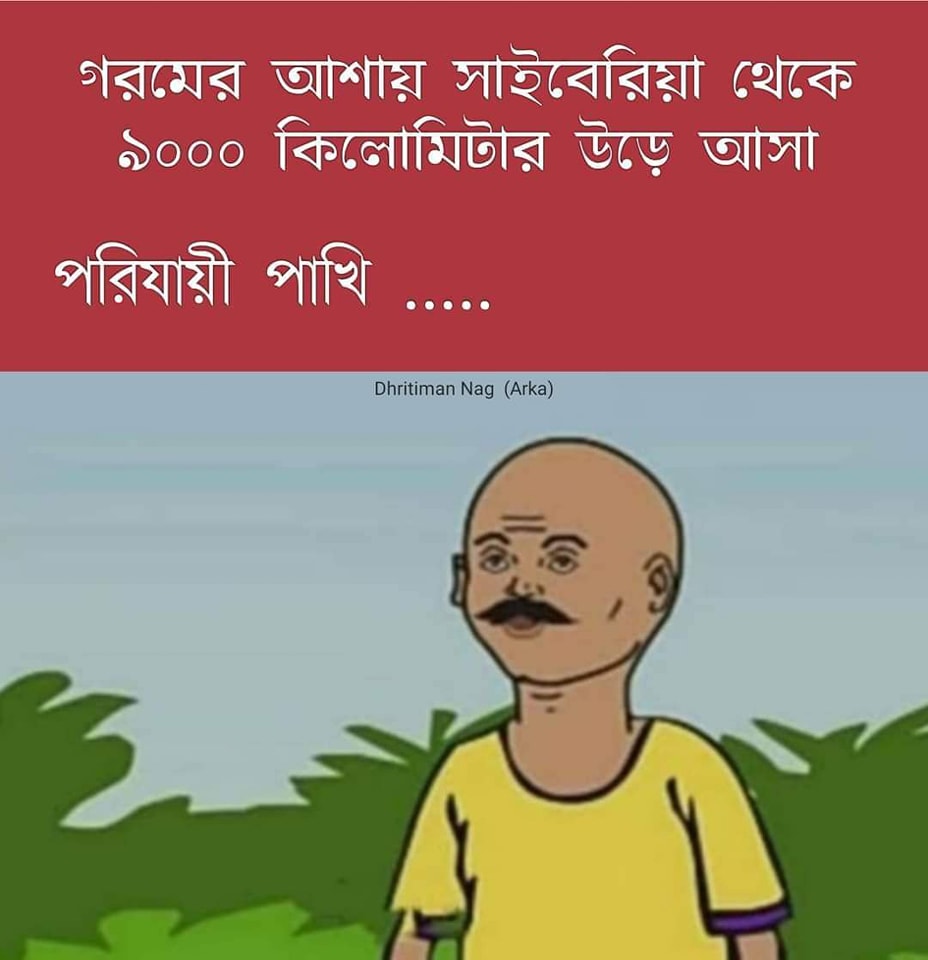 গরমের আশায় সাইবেরিয়া থেকে
৯০০০ কিলোমিটার উড়ে আসা
পরিযায়ী পাখি .....
Dhritiman Nag (Arka)